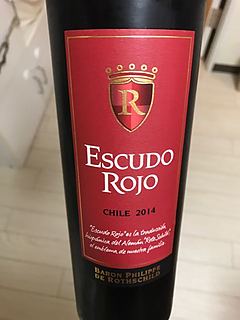 R
ESCUDO
ROJO
CHILE 2014
"Escudo Rojo" es la traducción
hispánica del Alemán, "Rote Schild",
el emblema de nuestra familia
BARON PHILIPPE
DE ROTHSCHILD